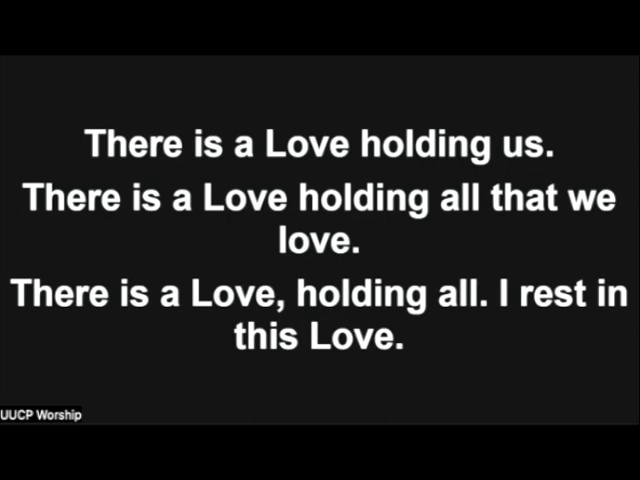 There is a Love holding us.
There is a Love holding all that we
love.
There is a Love, holding all. I rest in
this Love.
UUCP Worship